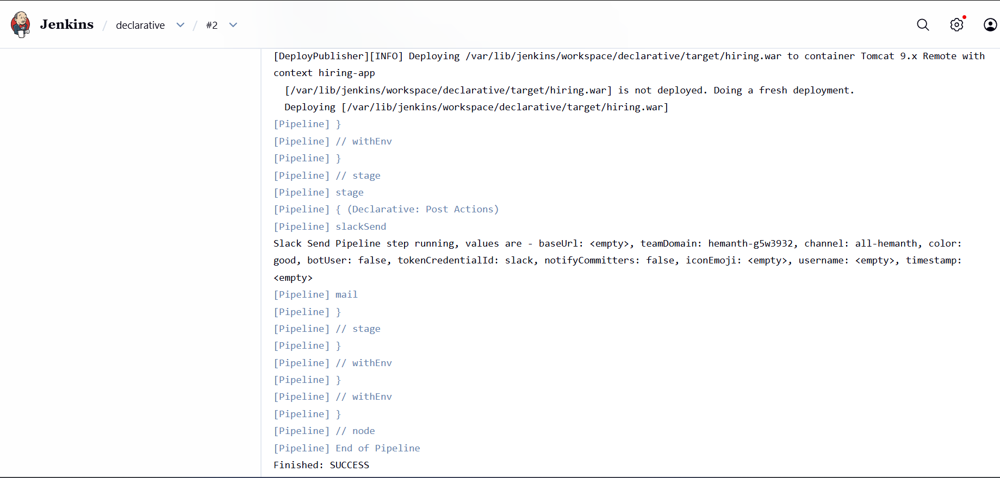 Jenkins / declarative / #2
[DeployPublisher][INFO] Deploying /var/lib/jenkins/workspace/declarative/target/hiring.war to container Tomcat 9.x Remote with
context hiring-app
  [/var/lib/jenkins/workspace/declarative/target/hiring.war] is not deployed. Doing a fresh deployment.
  Deploying [/var/lib/jenkins/workspace/declarative/target/hiring.war]
[Pipeline] }
[Pipeline] // withEnv
[Pipeline] }
[Pipeline] // stage
[Pipeline] stage
[Pipeline] { (Declarative: Post Actions)
[Pipeline] slackSend
Slack Send Pipeline step running, values are - baseUrl: <empty>, teamDomain: hemanth-g5w3932, channel: all-hemanth, color:
good, botUser: false, tokenCredentialId: slack, notifyCommitters: false, iconEmoji: <empty>, username: <empty>, timestamp:
<empty>
[Pipeline] mail
[Pipeline] }
[Pipeline] // stage
[Pipeline] }
[Pipeline] // withEnv
[Pipeline] }
[Pipeline] // withEnv
[Pipeline] }
[Pipeline] // node
[Pipeline] End of Pipeline
Finished: SUCCESS